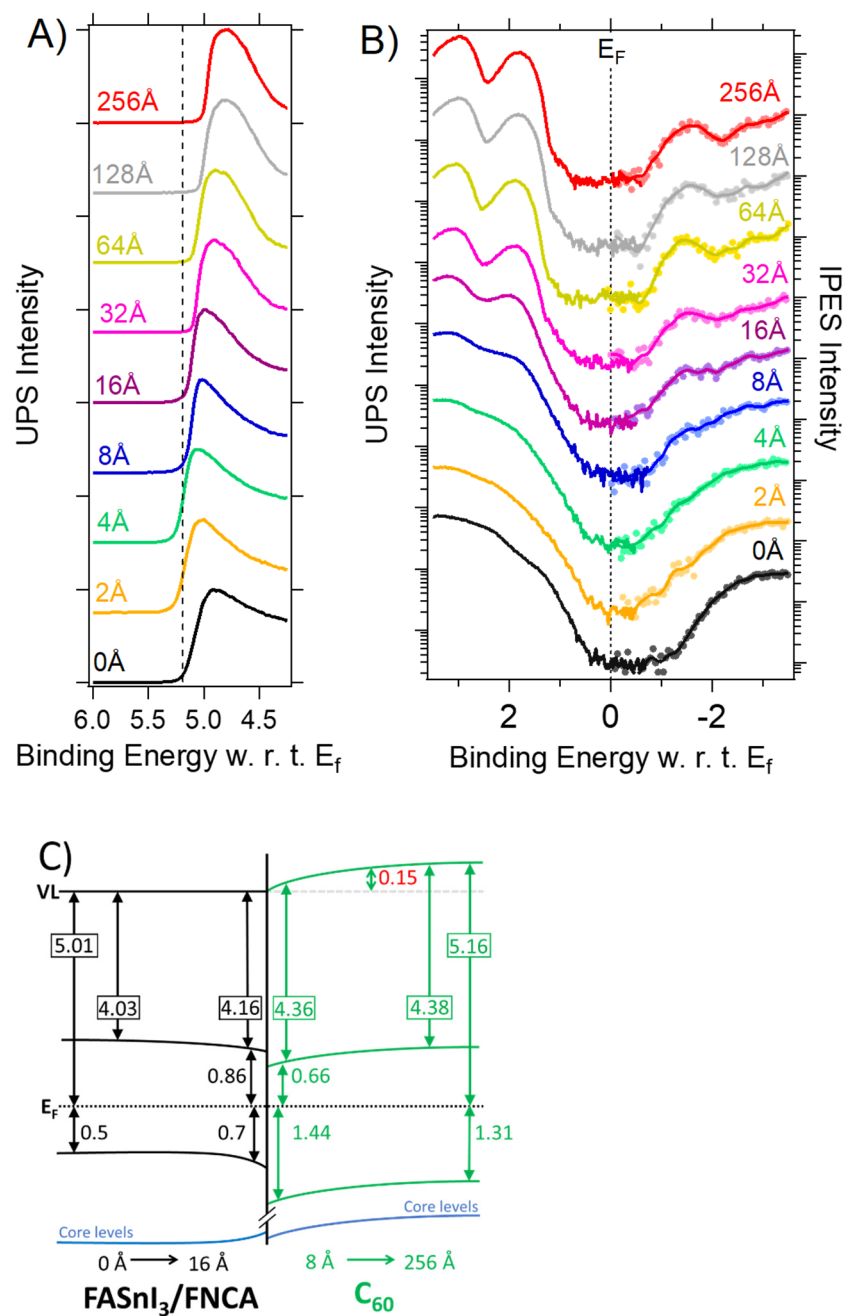 A)
256Å
128Å
64Å
32Å
16Å
8Å
4Å
2Å
0Å
UPS Intensity
6.0 5.5 5.0 4.5
Binding Energy w. r. t. E_f
B)
E_F
256Å
128Å
64Å
32Å
16Å
8Å
4Å
2Å
0Å
UPS Intensity
IPES Intensity
2 0 -2
Binding Energy w. r. t. E_f
C)
VL
0.15
5.01
5.16
4.03
4.16
4.36
4.38
0.86
0.66
E_F
0.5
0.7
1.44
1.31
Core levels
Core levels
0 Å → 16 Å
8 Å → 256 Å
FASnI₃/FNCA
C₆₀